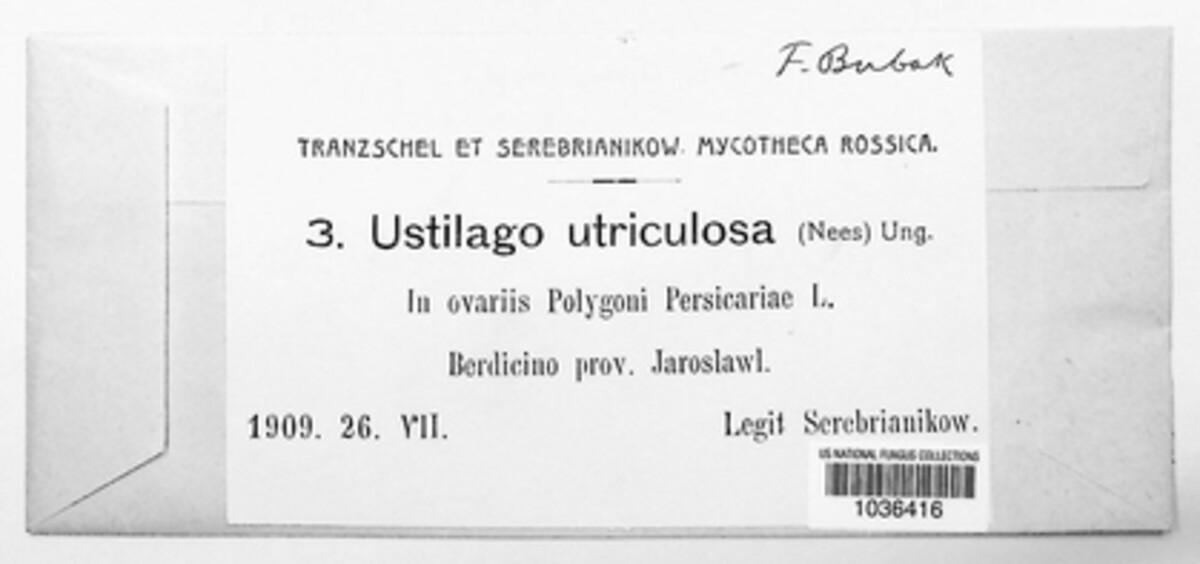 F. Bubak
TRANZSCHEL ET SEREBRIANIKOW. MYCOTHECA ROSSICA.
3. Ustilago utriculosa (Nees) Ung.
In ovariis Polygoni Persicariae L.
Berdicino prov. Jaroslawl.
1909. 26. VII.
Legit Serebrianikow.
US NATIONAL FUNGUS COLLECTIONS
1036416